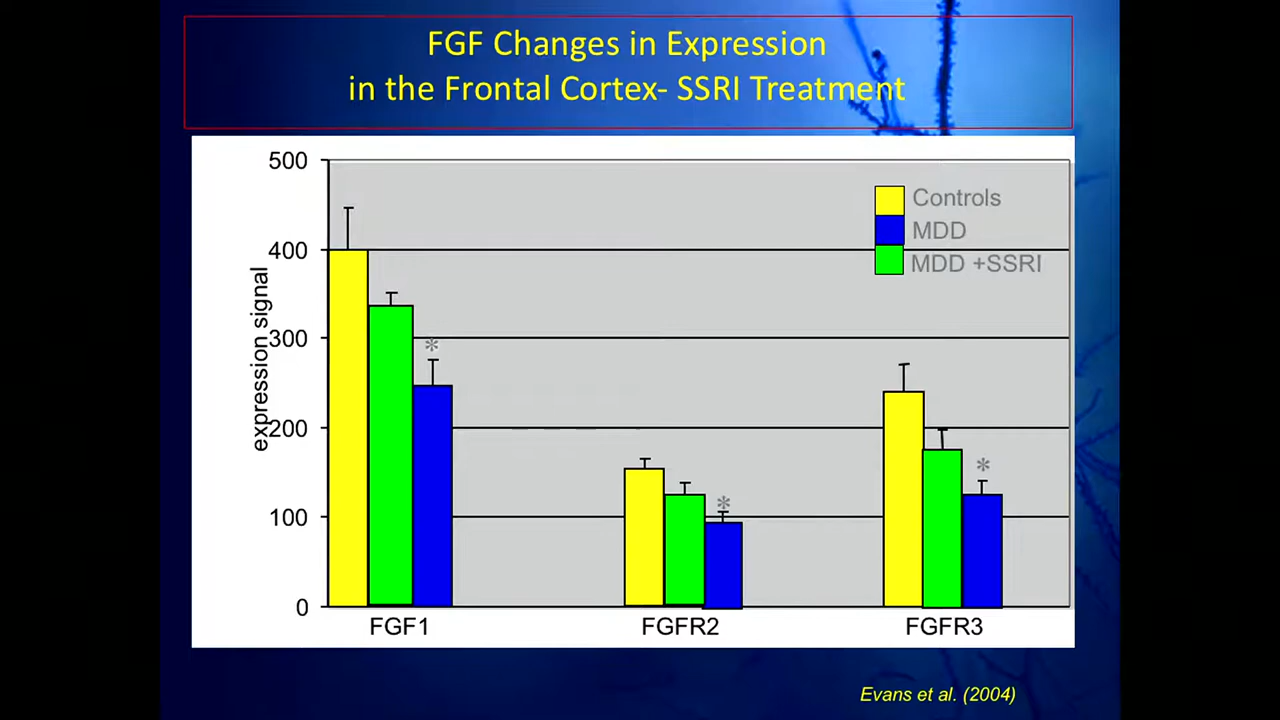 FGF Changes in Expression
in the Frontal Cortex- SSRI Treatment
500
400
300
200
100
0
expression signal
Controls
MDD
MDD +SSRI
*
*
*
FGF1
FGFR2
FGFR3
Evans et al. (2004)